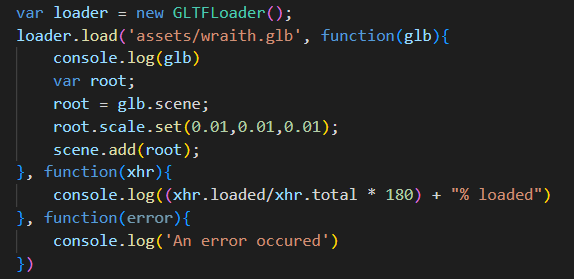 var loader = new GLTFLoader();
loader.load('assets/wraith.glb', function(glb){
    console.log(glb)
    var root;
    root = glb.scene;
    root.scale.set(0.01,0.01,0.01);
    scene.add(root);
}, function(xhr){
    console.log((xhr.loaded/xhr.total * 180) + "% loaded")
}, function(error){
    console.log('An error occured')
})